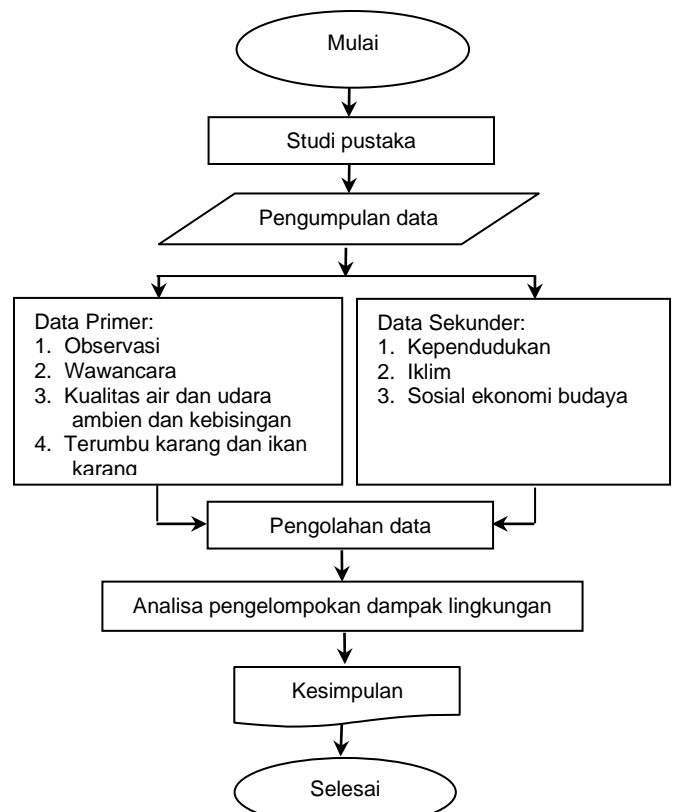 Mulai
Studi pustaka
Pengumpulan data
Data Primer:
1. Observasi
2. Wawancara
3. Kualitas air dan udara
ambien dan kebisingan
4. Terumbu karang dan ikan
karang
Data Sekunder:
1. Kependudukan
2. Iklim
3. Sosial ekonomi budaya
Pengolahan data
Analisa pengelompokan dampak lingkungan
Kesimpulan
Selesai